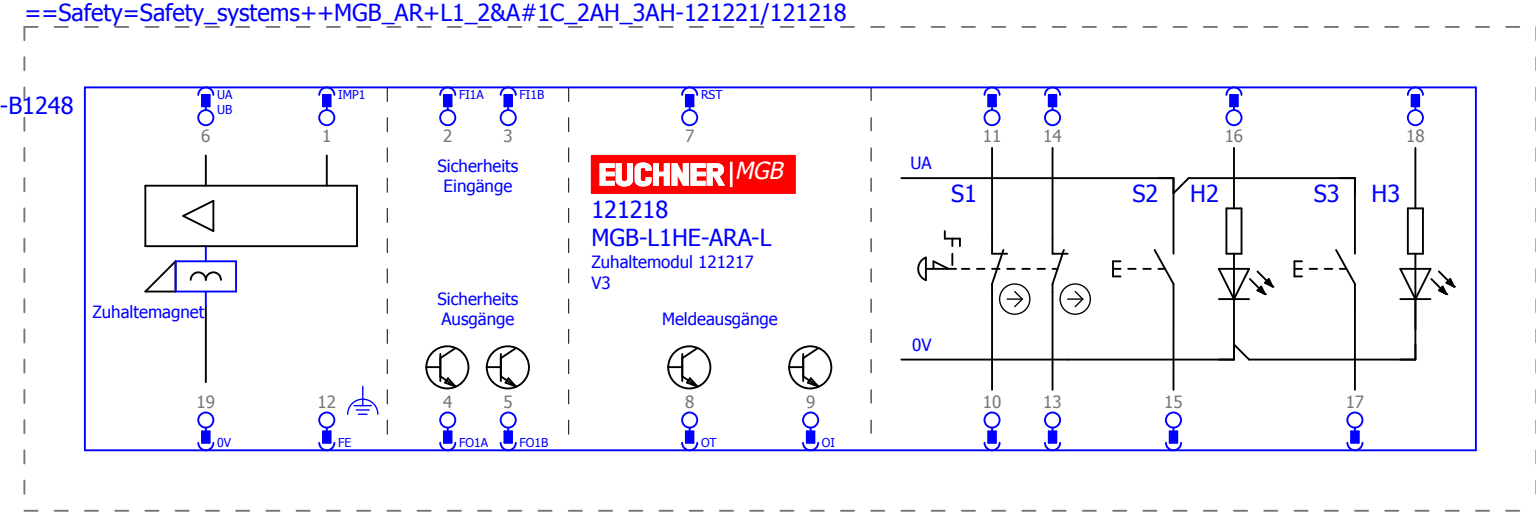 ==Safety=Safety_systems++MGB_AR+L1_2&A#1C_2AH_3AH-121221/121218
-B1248
UA
UB
IMP1
FI1A
FI1B
RST
6
1
2
3
7
11
14
16
18
Sicherheits
Eingänge
EUCHNER MGB
121218
MGB-L1HE-ARA-L
Zuhaltemodul 121217
V3
UA
S1
S2
H2
S3
H3
Zuhaltemagnet
Sicherheits
Ausgänge
Meldeausgänge
0V
19
12
4
5
8
9
10
13
15
17
0V
FE
FO1A
FO1B
OT
OI